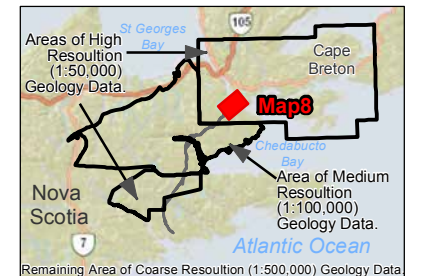 St Georges
Bay
105
Areas of High
Resoultion
(1:50,000)
Geology Data.
Cape
Breton
Map8
Chedabucto
Bay
Area of Medium
Resoultion
(1:100,000)
Geology Data.
Nova
Scotia
7
Atlantic Ocean
Remaining Area of Coarse Resoultion (1:500,000) Geology Data.